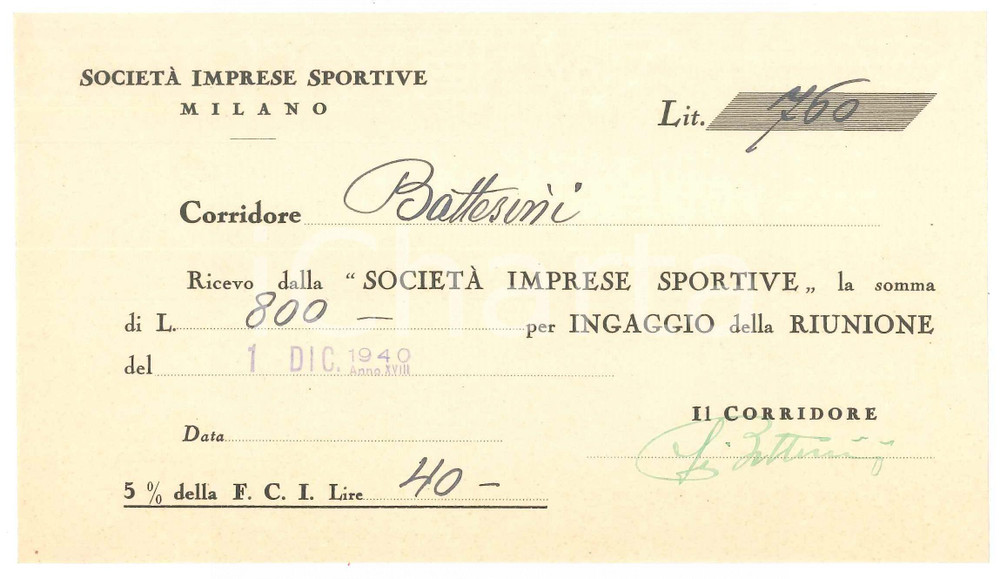 SOCIETÀ IMPRESE SPORTIVE
MILANO
Lit. 760
Corridore Battesini
iCharta
Ricevo dalla “ SOCIETÀ IMPRESE SPORTIVE „ la somma
di L. 800 — per INGAGGIO della RIUNIONE
del 1 DIC. 1940
Anno XVIII
Il CORRIDORE
Data
5 % della F. C. I. Lire 40 —